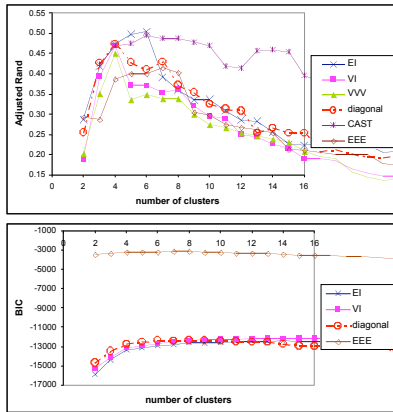 0.55
0.50
0.45
0.40
0.35
0.30
0.25
0.20
0.15
Adjusted Rand
0 2 4 6 8 10 12 14 16
number of clusters
EI
VI
VVV
diagonal
CAST
EEE
-1000
-3000
-5000
-7000
-9000
-11000
-13000
-15000
-17000
BIC
0 2 4 6 8 10 12 14 16
number of clusters
EI
VI
diagonal
EEE